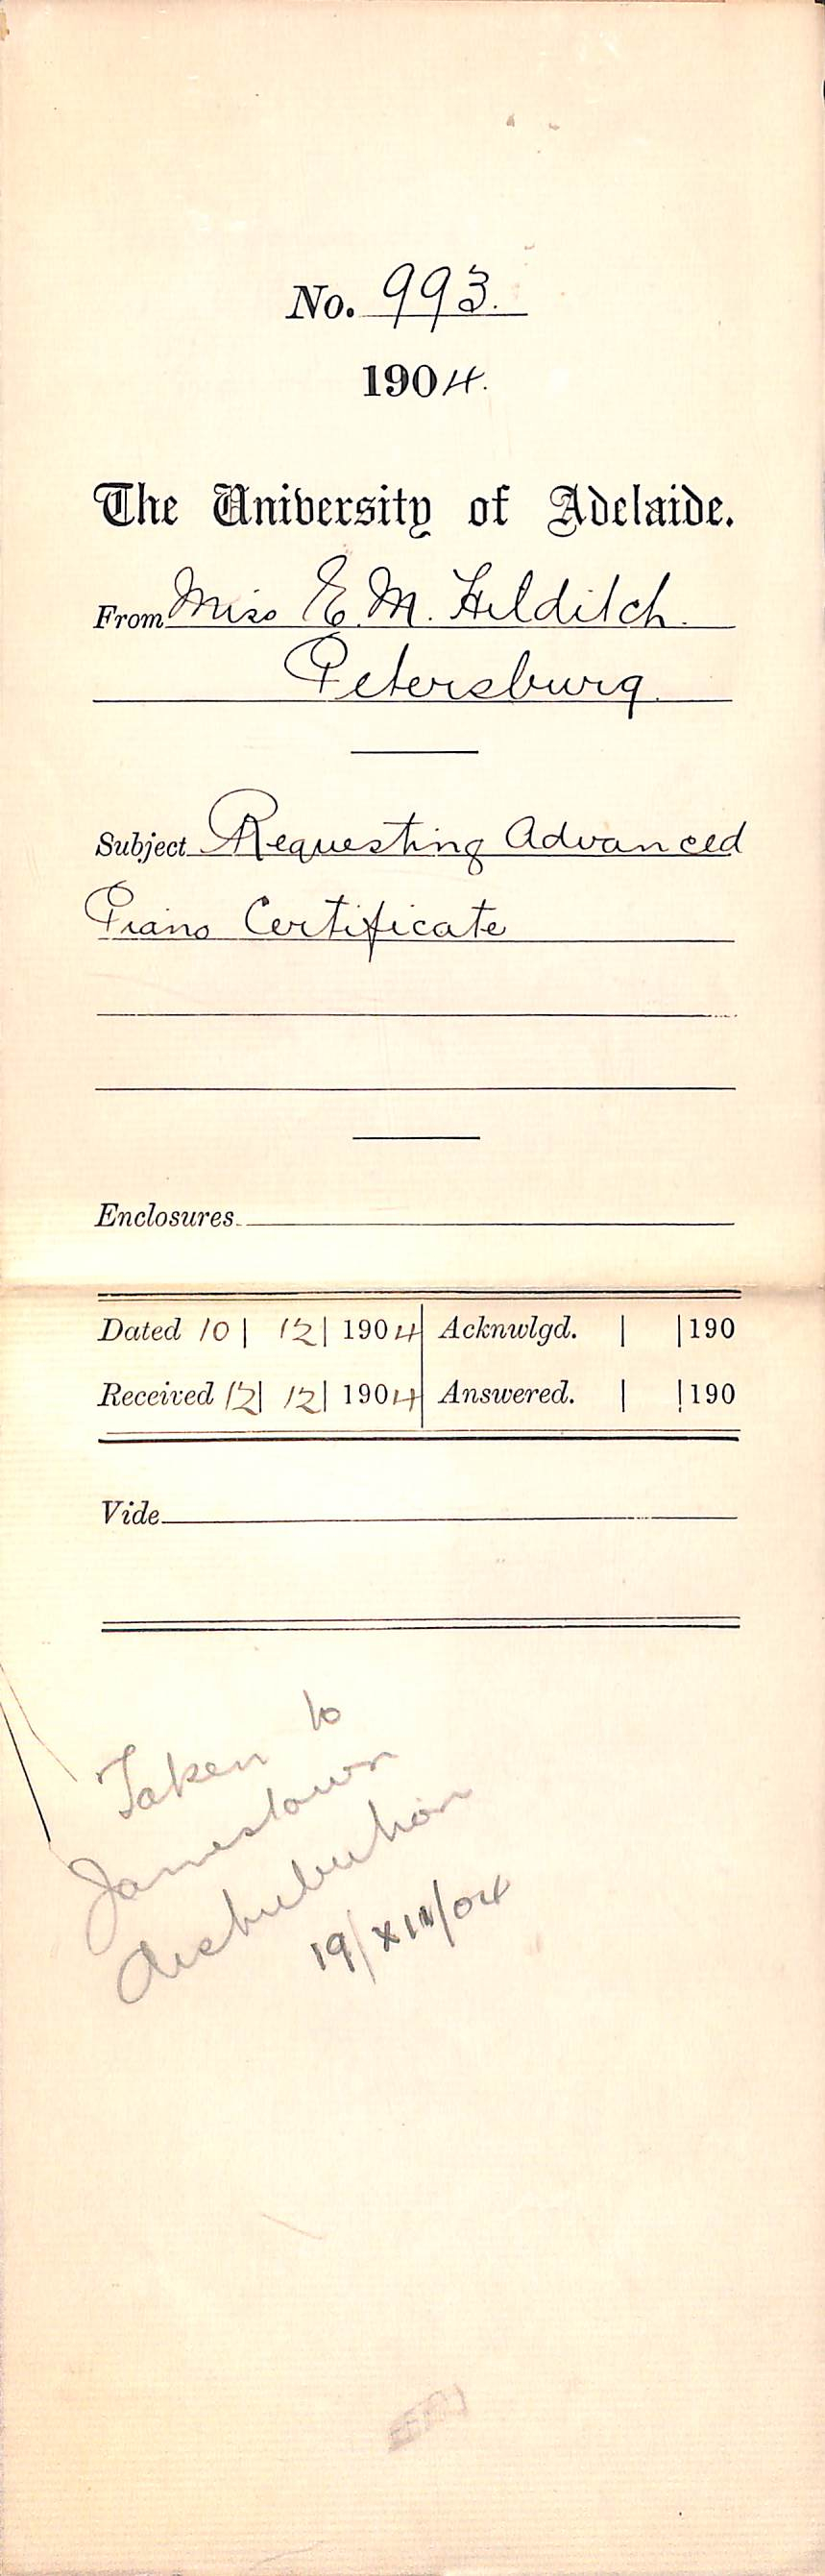 No. 993.
1904.
The University of Adelaide.
From Miss E. M. Hilditch.
Petersburg.
Subject Requesting Advanced
Piano Certificate
Enclosures
Dated 10 | 12 | 1904 Acknwlgd. | | 190
Received 12 | 12 | 1904 Answered. | | 190
Vide
Taken to
Jamestown
distribution
19/XII/04